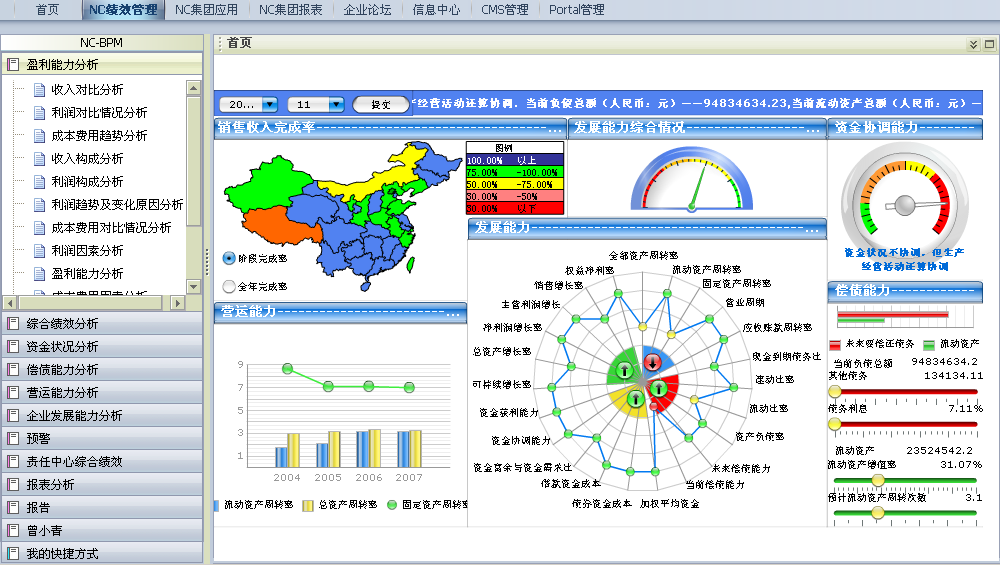 首页 NC绩效管理 NC集团应用 NC集团报表 企业论坛 信息中心 CMS管理 Portal管理
NC-BPM
盈利能力分析
收入对比分析
利润对比情况分析
成本费用趋势分析
收入构成分析
利润构成分析
利润趋势及变化原因分析
成本费用对比情况分析
利润因素分析
盈利能力分析
成本费用因素分析
综合绩效分析
资金状况分析
偿债能力分析
营运能力分析
企业发展能力分析
预警
责任中心综合绩效
报表分析
报告
曾小青
我的快捷方式
首页
20... 11 提交 经营活动还算协调. 当前负债总额（人民币：元）——94834634.23,当前流动资产总额（人民币：元）—
销售收入完成率 ...
图例
100.00% 以上
75.00% -100.00%
50.00% -75.00%
30.00% -50%
30.00% 以下
阶段完成率
全年完成率
发展能力综合情况 ...
资金协调能力
资金状况不协调，但生产
经营活动还算协调
营运能力 ...
9
7
5
3
1
2004 2005 2006 2007
流动资产周转率 总资产周转率 固定资产周转率
发展能力 ...
全部资产周转率
流动资产周转率
固定资产周转率
营业周期
应收账款周转率
现金到期债务比
速动比率
流动比率
资产负债率
未来偿债能力
当前偿债能力
加权平均资金
债券资金成本
借款资金成本
资金富余与资金需求比
资金协调能力
资金获利能力
可持续增长率
总资产增长率
净利润增长率
主营利润增长
销售增长率
权益净利率
偿债能力
未来要偿还债务 流动资产
当前负债总额 94834634.2
其他债务 134134.11
债务利息 7.11%
流动资产 23524542.2
流动资产增值率 31.07%
预计流动资产周转次数 3.1